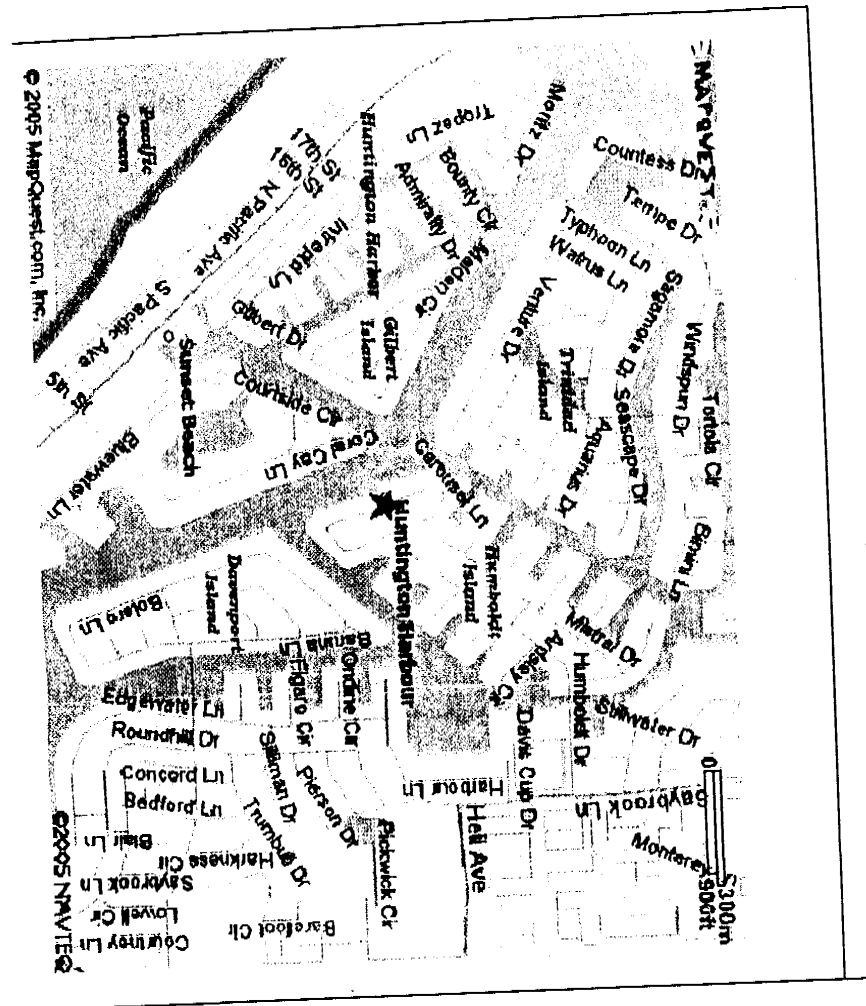 MAPQUEST
© 2005 MapQuest.com, Inc.
Pacific
Ocean
17th St
16th St
N Pacific Ave
S Pacific Ave
5th St
Huntington Harbor
Tropez Ln
Moritz Dr
Bounty Cir
Admiralty Dr
Malden Cir
Intrepid Ln
Gilbert Dr
Gilbert
Island
Countess Dr
Tempe Dr
Typhoon Ln
Walrus Ln
Venture Dr
Sagamore Dr
Windspun Dr
Trinidad
Island
Seascape Dr
Tortola Cir
Aquarius Dr
Bimini Ln
Sunset Beach
Courtside Cir
Coral Cay Ln
Bluewater Ln
Carousel Ln
Huntington Harbour
Humboldt
Island
Davenport
Island
Bolero Ln
Baruna
Ln
Ondine Cir
Figaro Cir
Mistral Dr
Ardsley Cir
Humboldt Dr
Stillwater Dr
Davis Cup Dr
Edgewater Ln
Roundhill Dr
Concord Ln
Bedford Ln
Blair Ln
Silliman Dr
Pierson Dr
Trumbull Dr
Harkness Cir
Saybrook Ln
Lowell Cir
Courtney Ln
Barefoot Cir
Pickwick Cir
Harbour Ln
Heil Ave
Saybrook Ln
Monterey
0
300m
900ft
©2005 NAVTEQ